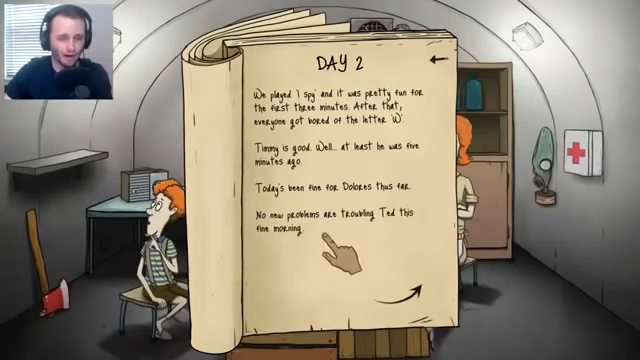 DAY 2
We played 'I spy' and it was pretty fun for
the first three minutes. After that,
everyone got bored of the letter 'W'.
Timmy is good. Well... at least he was five
minutes ago.
Today's been fine for Dolores thus far.
No new problems are troubling Ted this
fine morning.